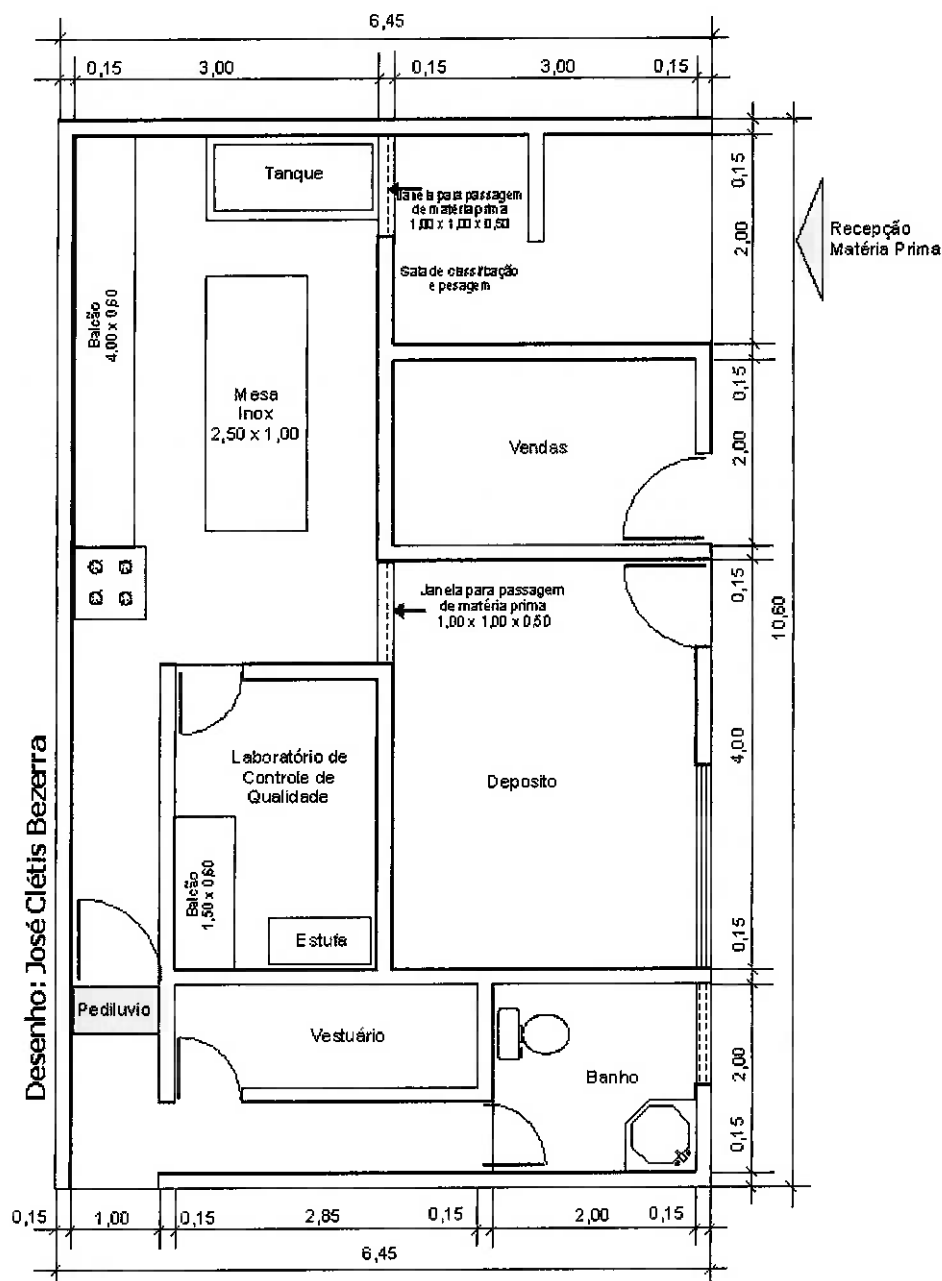 6,45
0,15 3,00 0,15 3,00 0,15
Tanque
Janela para passagem
de matéria prima
1,00 x 1,00 x 0,50
Sala de classificação
e pesagem
0,15
2,00
Recepção
Matéria Prima
Balcão
4,00 x 0,60
Mesa
Inox
2,50 x 1,00
Vendas
0,15
2,00
Janela para passagem
de matéria prima
1,00 x 1,00 x 0,50
0,15
10,60
Laboratório de
Controle de
Qualidade
Deposito
4,00
Desenho: José Clétis Bezerra
Balcão
1,50 x 0,60
Estufa
0,15
Pediluvio
Vestuário
Banho
2,00
0,15
0,15 1,00 0,15 2,85 0,15 2,00 0,15
6,45